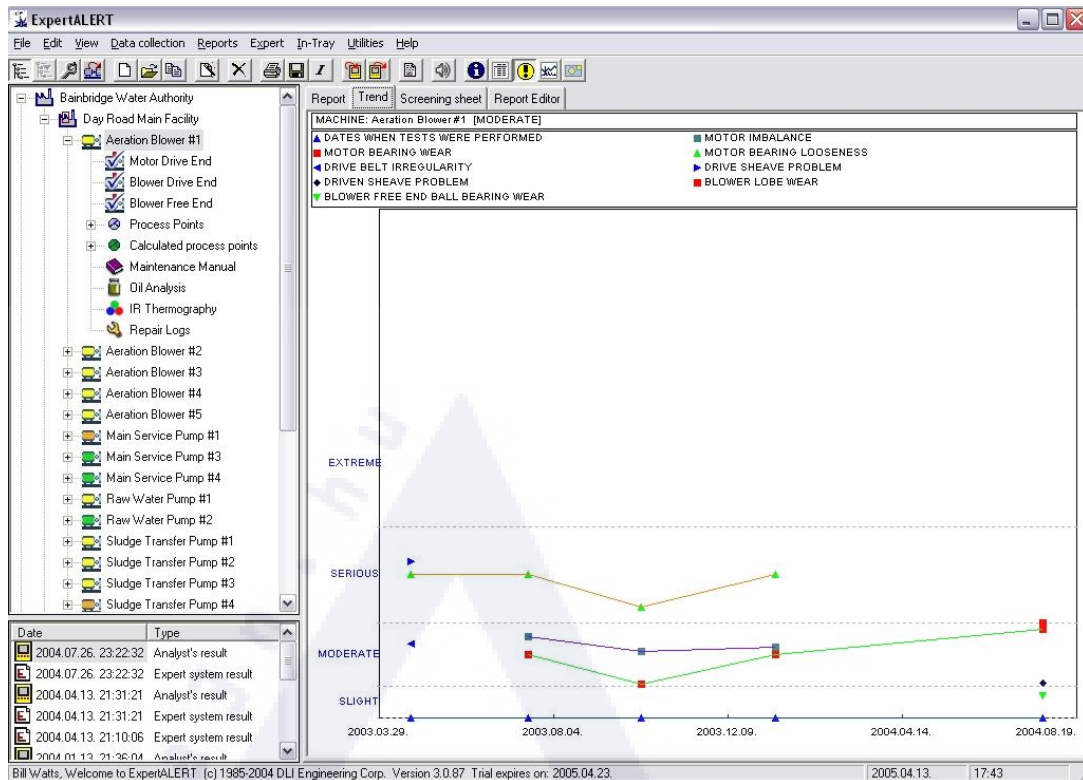 ExpertALERT
File Edit View Data collection Reports Expert In-Tray Utilities Help
Bainbridge Water Authority
Day Road Main Facility
Aeration Blower #1
Motor Drive End
Blower Drive End
Blower Free End
Process Points
Calculated process points
Maintenance Manual
Oil Analysis
IR Thermography
Repair Logs
Aeration Blower #2
Aeration Blower #3
Aeration Blower #4
Aeration Blower #5
Main Service Pump #1
Main Service Pump #3
Main Service Pump #4
Raw Water Pump #1
Raw Water Pump #2
Sludge Transfer Pump #1
Sludge Transfer Pump #2
Sludge Transfer Pump #3
Sludge Transfer Pump #4
Date Type
2004.07.26. 23:22:32 Analyst's result
2004.07.26. 23:22:32 Expert system result
2004.04.13. 21:31:21 Analyst's result
2004.04.13. 21:31:21 Expert system result
2004.04.13. 21:10:06 Expert system result
2004.01.13. 21:36:04 Analyst's result
Report Trend Screening sheet Report Editor
MACHINE: Aeration Blower #1 [MODERATE]
DATES WHEN TESTS WERE PERFORMED MOTOR IMBALANCE
MOTOR BEARING WEAR MOTOR BEARING LOOSENESS
DRIVE BELT IRREGULARITY DRIVE SHEAVE PROBLEM
DRIVEN SHEAVE PROBLEM BLOWER LOBE WEAR
BLOWER FREE END BALL BEARING WEAR
EXTREME
SERIOUS
MODERATE
SLIGHT
2003.03.29. 2003.08.04. 2003.12.09. 2004.04.14. 2004.08.19.
Bill Watts, Welcome to ExpertALERT (c) 1985-2004 DLI Engineering Corp. Version 3.0.87 Trial expires on: 2005.04.23. 2005.04.13. 17:43